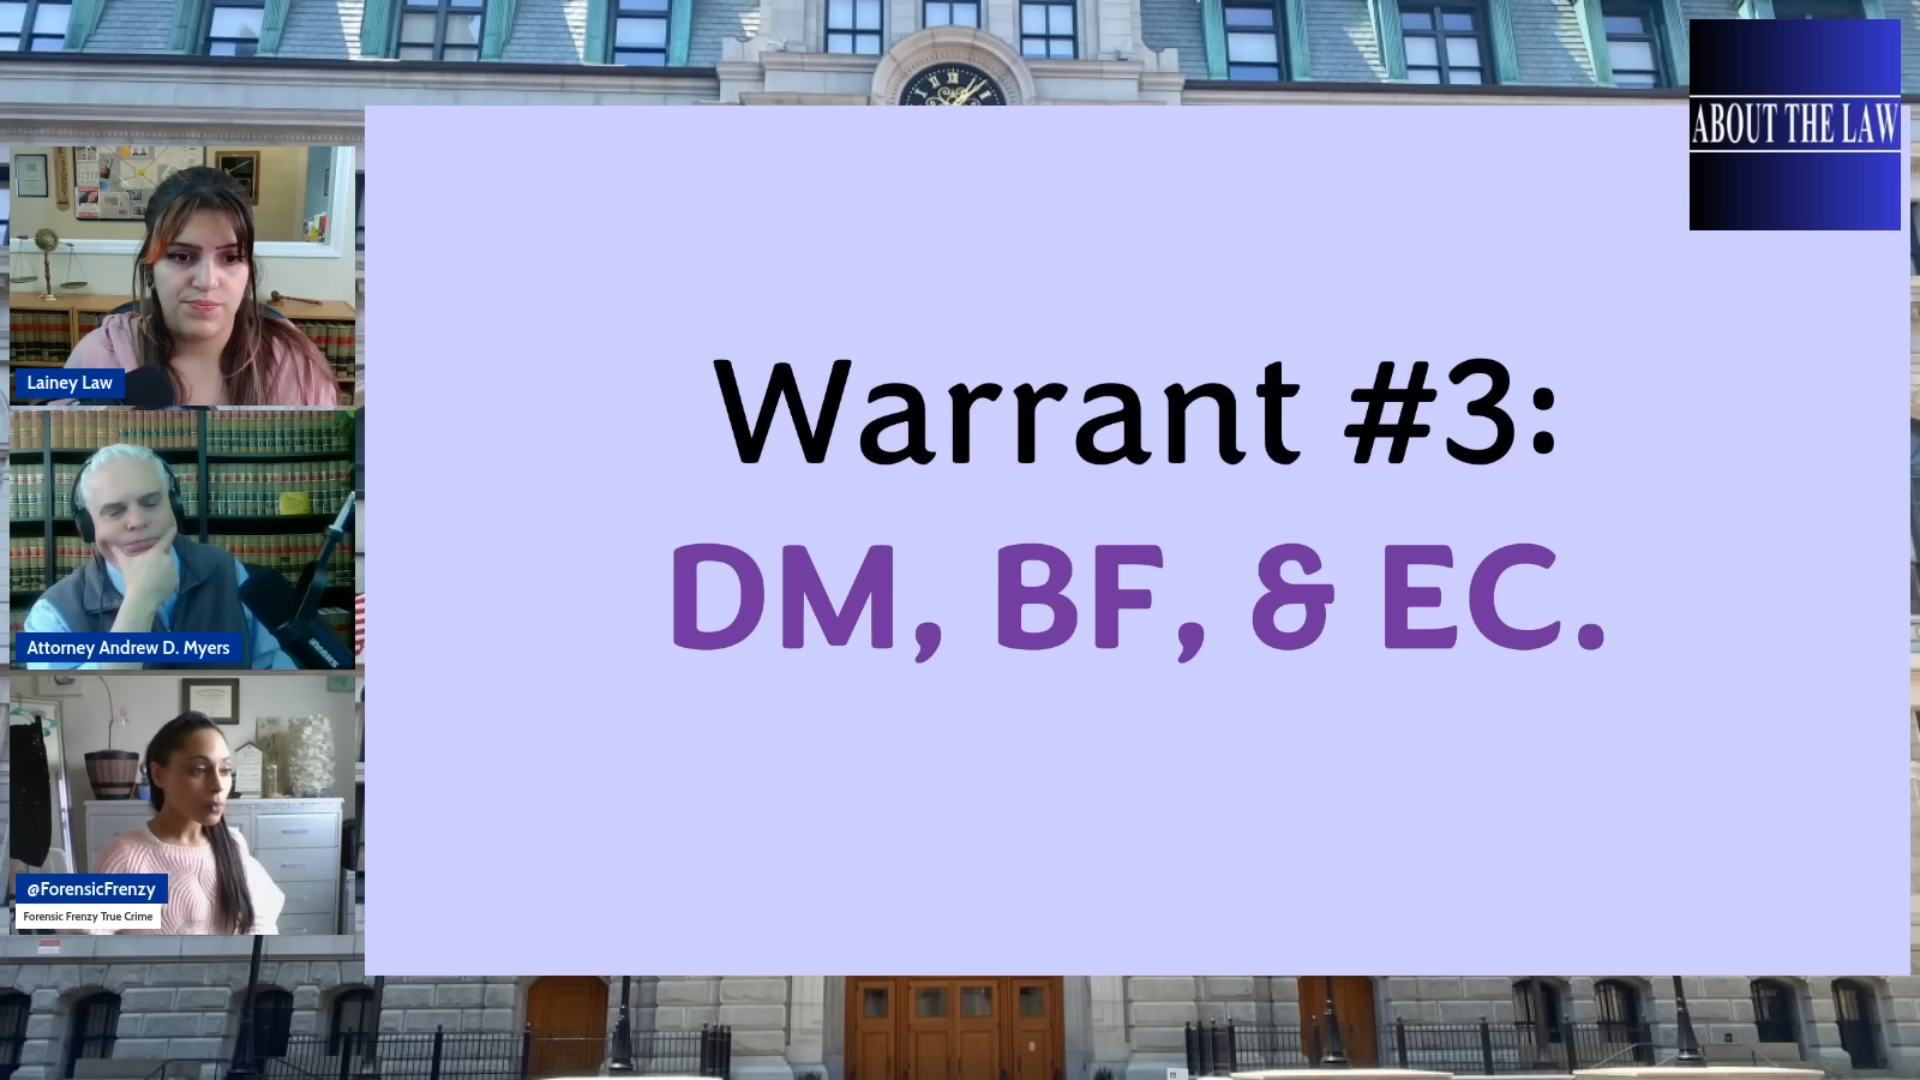 ABOUT THE LAW
Warrant #3:
DM, BF, & EC.
Lainey Law
Attorney Andrew D. Myers
@ForensicFrenzy
Forensic Frenzy True Crime